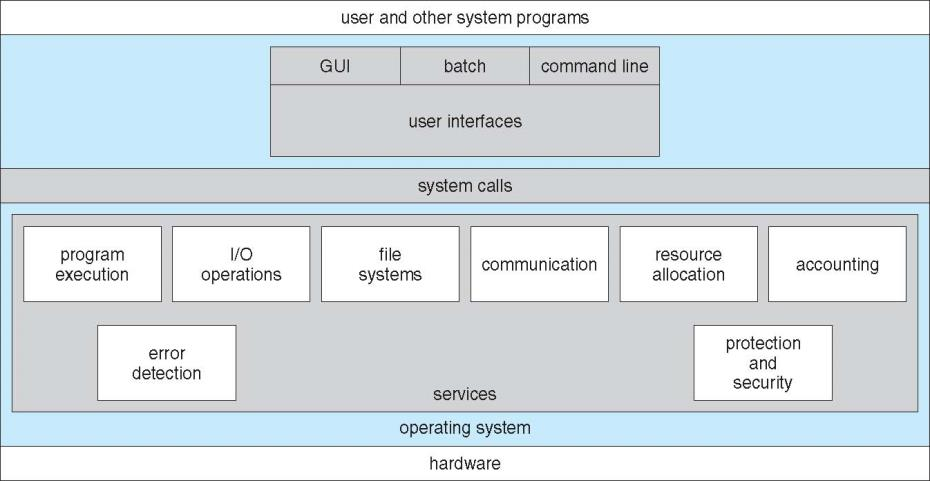 user and other system programs
GUI
batch
command line
user interfaces
system calls
program
execution
I/O
operations
file
systems
communication
resource
allocation
accounting
error
detection
protection
and
security
services
operating system
hardware